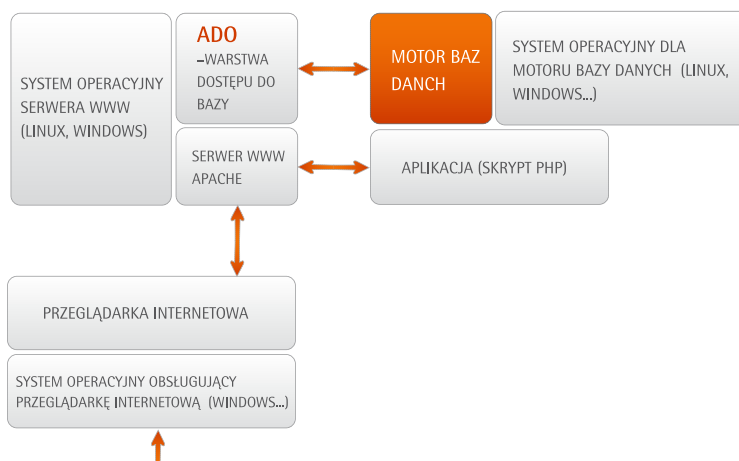 SYSTEM OPERACYJNY
SERWERA WWW
(LINUX, WINDOWS)
ADO
–WARSTWA
DOSTĘPU DO
BAZY
MOTOR BAZ
DANCH
SYSTEM OPERACYJNY DLA
MOTORU BAZY DANYCH (LINUX,
WINDOWS...)
SERWER WWW
APACHE
APLIKACJA (SKRYPT PHP)
PRZEGLĄDARKA INTERNETOWA
SYSTEM OPERACYJNY OBSŁUGUJĄCY
PRZEGLĄDARKĘ INTERNETOWĄ (WINDOWS...)